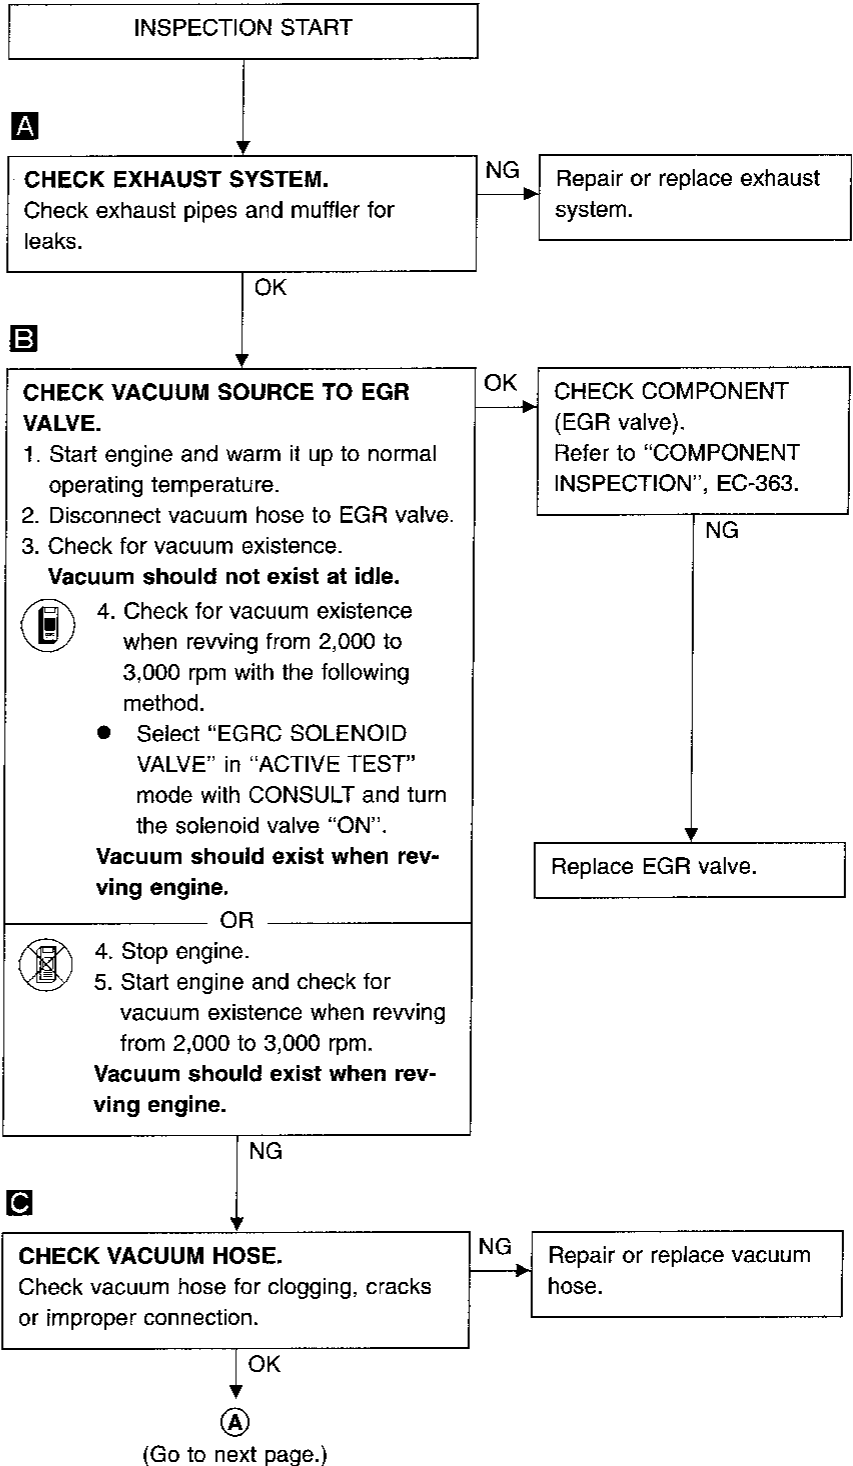 INSPECTION START
A
CHECK EXHAUST SYSTEM.
Check exhaust pipes and muffler for
leaks.
NG
Repair or replace exhaust
system.
OK
B
CHECK VACUUM SOURCE TO EGR
VALVE.
1. Start engine and warm it up to normal
operating temperature.
2. Disconnect vacuum hose to EGR valve.
3. Check for vacuum existence.
Vacuum should not exist at idle.
4. Check for vacuum existence
when revving from 2,000 to
3,000 rpm with the following
method.
● Select “EGRC SOLENOID
VALVE” in “ACTIVE TEST”
mode with CONSULT and turn
the solenoid valve “ON”.
Vacuum should exist when rev-
ving engine.
OR
4. Stop engine.
5. Start engine and check for
vacuum existence when revving
from 2,000 to 3,000 rpm.
Vacuum should exist when rev-
ving engine.
OK
CHECK COMPONENT
(EGR valve).
Refer to “COMPONENT
INSPECTION”, EC-363.
NG
Replace EGR valve.
NG
C
CHECK VACUUM HOSE.
Check vacuum hose for clogging, cracks
or improper connection.
NG
Repair or replace vacuum
hose.
OK
A
(Go to next page.)